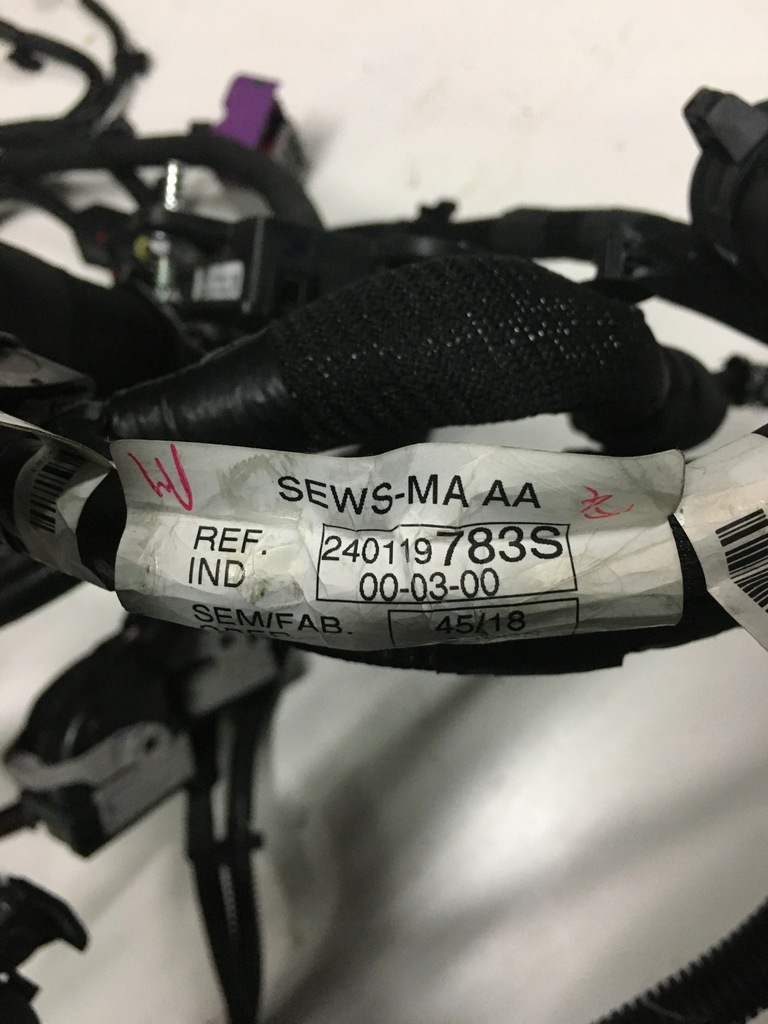 SEWS-MA AA
REF. 240119783S
IND 00-03-00
SEM/FAB. 45/18